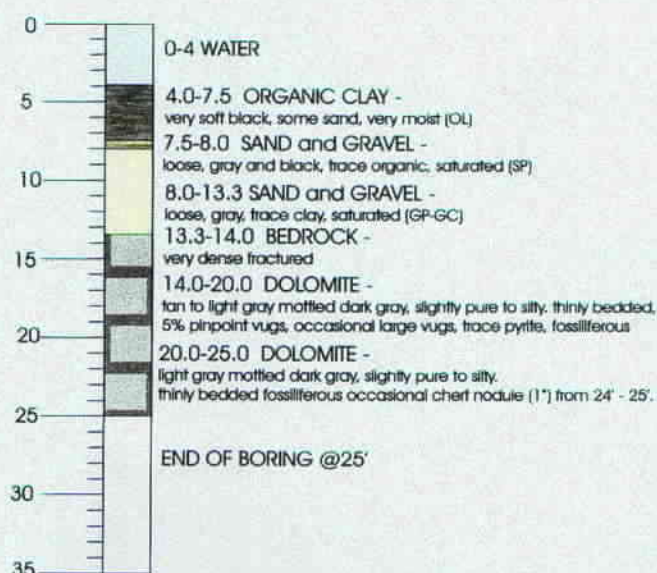 0
0-4 WATER
4.0-7.5 ORGANIC CLAY -
5
very soft black, some sand, very moist (OL)
7.5-8.0 SAND and GRAVEL -
loose, gray and black, trace organic, saturated (SP)
10
8.0-13.3 SAND and GRAVEL -
loose, gray, trace clay, saturated (GP-GC)
13.3-14.0 BEDROCK -
15
very dense fractured
14.0-20.0 DOLOMITE -
tan to light gray mottled dark gray, slightly pure to silty. thinly bedded,
20
5% pinpoint vugs, occasional large vugs, trace pyrite, fossiliferous
20.0-25.0 DOLOMITE -
light gray mottled dark gray, slightly pure to silty.
thinly bedded fossiliferous occasional chert nodule (1") from 24' - 25'.
25
END OF BORING @25'
30
35